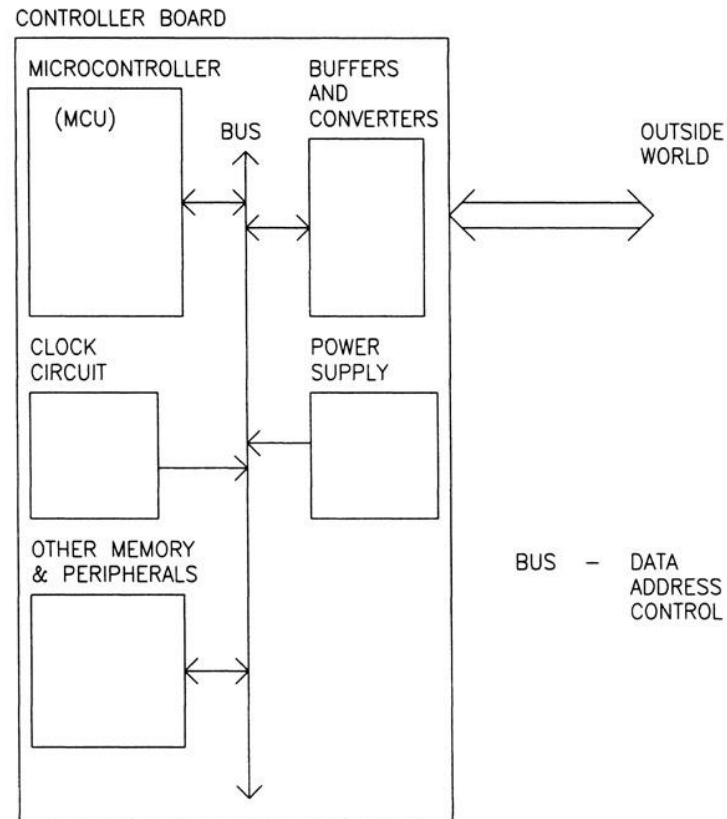 CONTROLLER BOARD
MICROCONTROLLER
(MCU)
BUS
BUFFERS
AND
CONVERTERS
OUTSIDE
WORLD
CLOCK
CIRCUIT
POWER
SUPPLY
OTHER MEMORY
& PERIPHERALS
BUS – DATA
ADDRESS
CONTROL